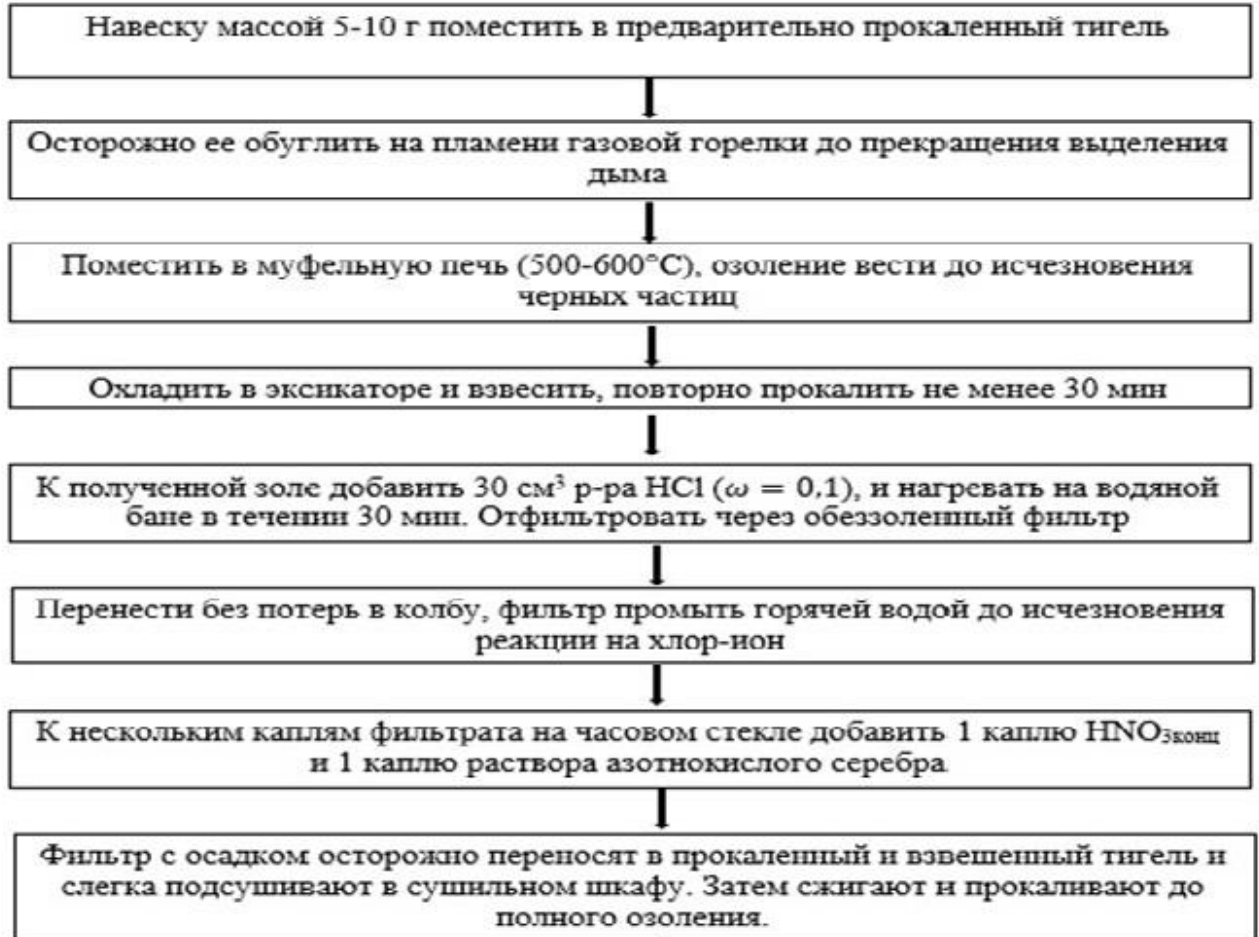 Навеску массой 5-10 г поместить в предварительно прокаленный тигель
Осторожно ее обуглить на пламени газовой горелки до прекращения выделения
дыма
Поместить в муфельную печь (500-600°С), озоление вести до исчезновения
черных частиц
Охладить в эксикаторе и взвесить, повторно прокалить не менее 30 мин
К полученной золе добавить 30 см³ р-ра HCl (ω = 0,1), и нагревать на водяной
бане в течении 30 мин. Отфильтровать через обеззоленный фильтр
Перенести без потерь в колбу, фильтр промыть горячей водой до исчезновения
реакции на хлор-ион
К нескольким каплям фильтрата на часовом стекле добавить 1 каплю HNO₃конц
и 1 каплю раствора азотнокислого серебра
Фильтр с осадком осторожно переносят в прокаленный и взвешенный тигель и
слегка подсушивают в сушильном шкафу. Затем сжигают и прокаливают до
полного озоления.